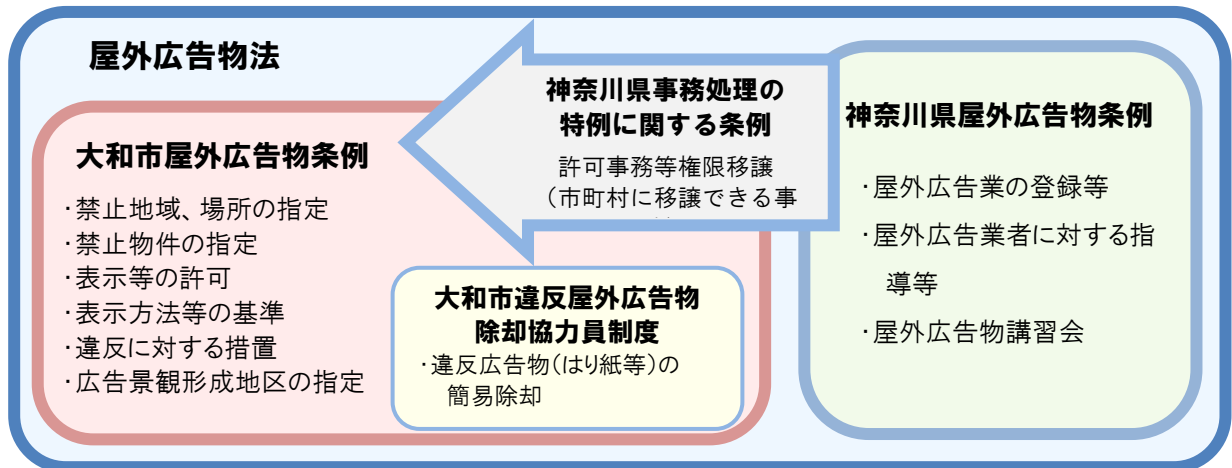 屋外広告物法
大和市屋外広告物条例
・禁止地域、場所の指定
・禁止物件の指定
・表示等の許可
・表示方法等の基準
・違反に対する措置
・広告景観形成地区の指定
大和市違反屋外広告物
除却協力員制度
・違反広告物(はり紙等)の
簡易除却
神奈川県事務処理の
特例に関する条例
許可事務等権限移譲
(市町村に移譲できる事
神奈川県屋外広告物条例
・屋外広告業の登録等
・屋外広告業者に対する指
導等
・屋外広告物講習会